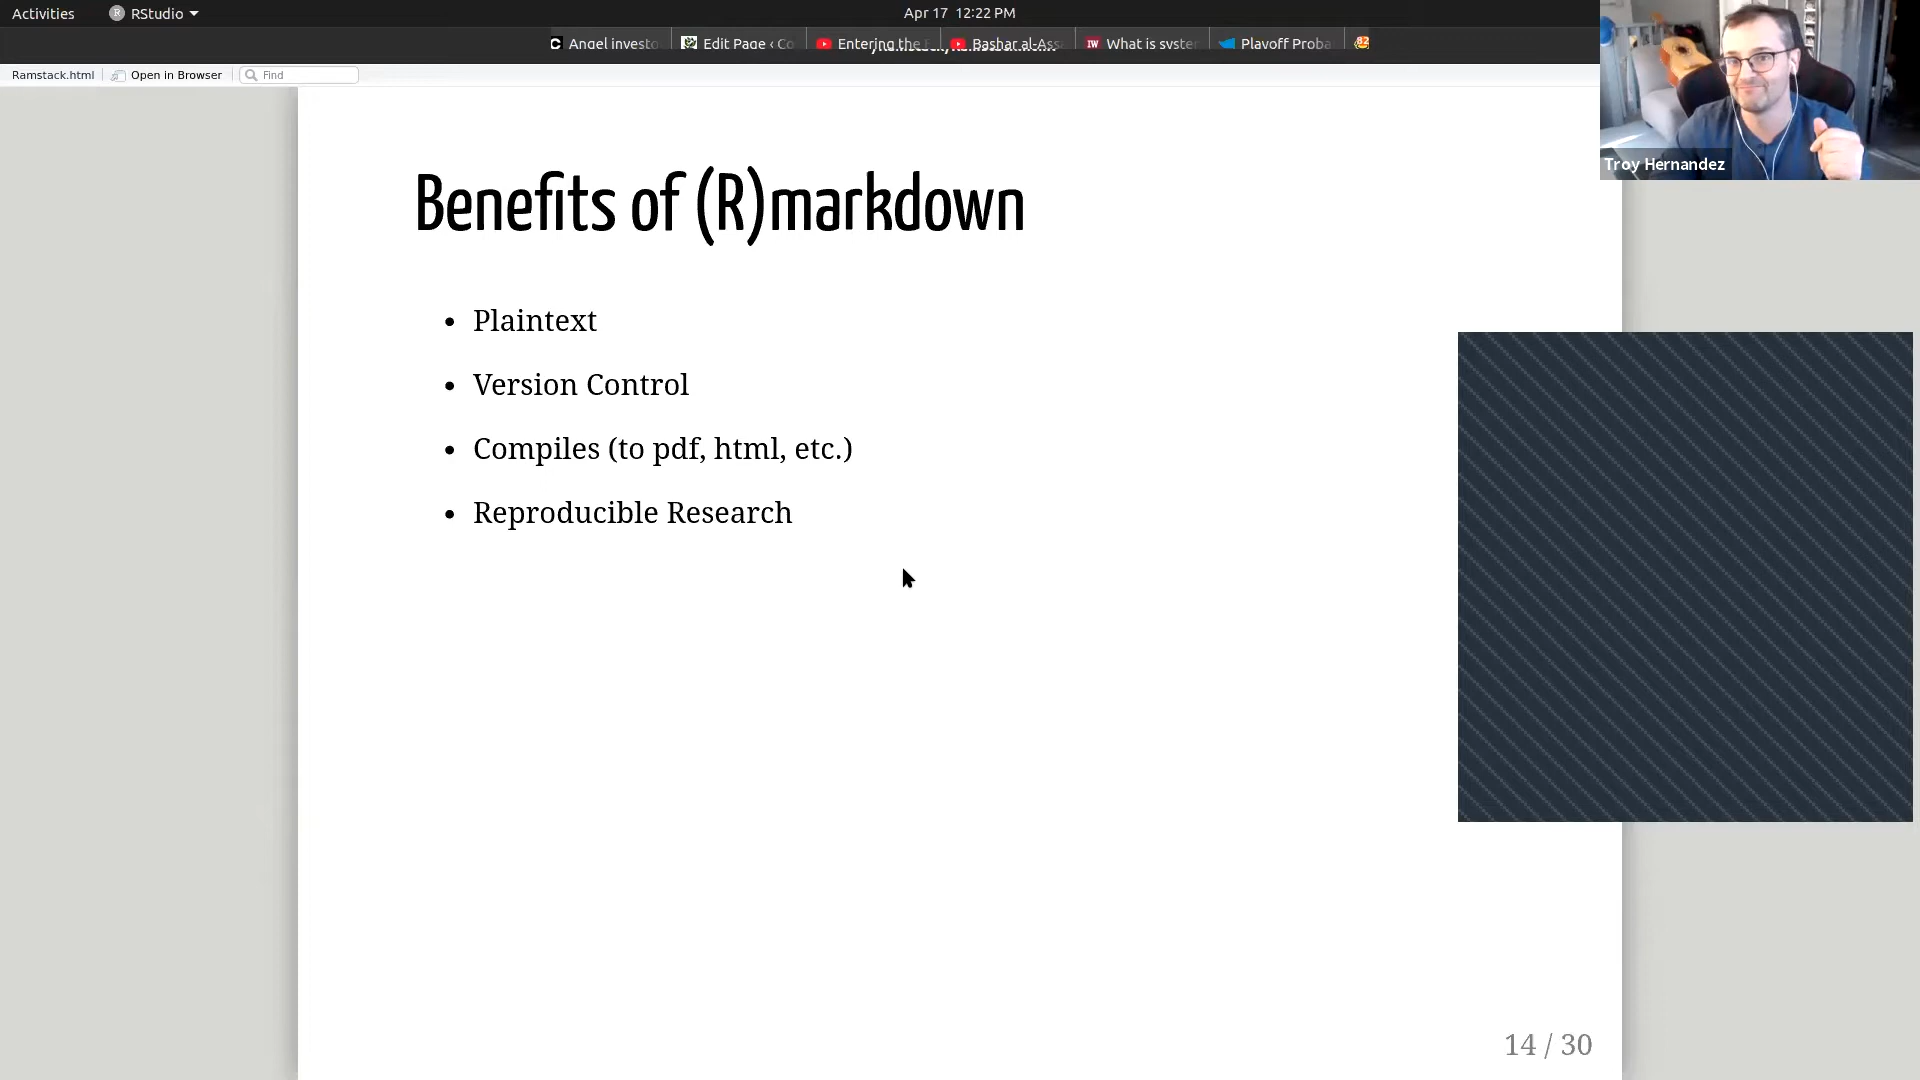 Activities
RStudio
Apr 17 12:22 PM
Angel investo
Edit Page ‹ Co
Entering the
Bashar al-Ass
IW What is syste
Playoff Proba
Ramstack.html
Open in Browser
Find
Troy Hernandez
Benefits of (R)markdown
• Plaintext
• Version Control
• Compiles (to pdf, html, etc.)
• Reproducible Research
14 / 30